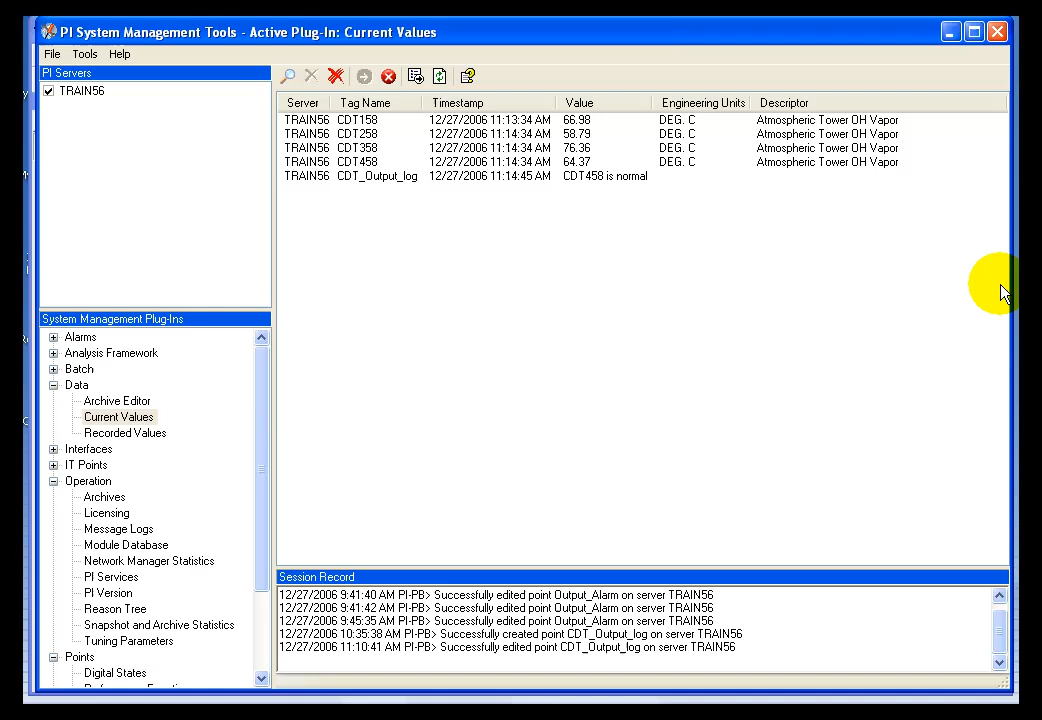 PI System Management Tools - Active Plug-In: Current Values
File Tools Help
PI Servers
TRAIN56
Server Tag Name Timestamp Value Engineering Units Descriptor
TRAIN56 CDT158 12/27/2006 11:13:34 AM 66.98 DEG. C Atmospheric Tower OH Vapor
TRAIN56 CDT258 12/27/2006 11:14:34 AM 58.79 DEG. C Atmospheric Tower OH Vapor
TRAIN56 CDT358 12/27/2006 11:14:34 AM 76.36 DEG. C Atmospheric Tower OH Vapor
TRAIN56 CDT458 12/27/2006 11:14:34 AM 64.37 DEG. C Atmospheric Tower OH Vapor
TRAIN56 CDT_Output_log 12/27/2006 11:14:45 AM CDT458 is normal
System Management Plug-Ins
Alarms
Analysis Framework
Batch
Data
Archive Editor
Current Values
Recorded Values
Interfaces
IT Points
Operation
Archives
Licensing
Message Logs
Module Database
Network Manager Statistics
PI Services
PI Version
Reason Tree
Snapshot and Archive Statistics
Tuning Parameters
Points
Digital States
Session Record
12/27/2006 9:41:40 AM PI-PB> Successfully edited point Output_Alarm on server TRAIN56
12/27/2006 9:41:42 AM PI-PB> Successfully edited point Output_Alarm on server TRAIN56
12/27/2006 9:45:35 AM PI-PB> Successfully edited point Output_Alarm on server TRAIN56
12/27/2006 10:35:38 AM PI-PB> Successfully created point CDT_Output_log on server TRAIN56
12/27/2006 11:10:41 AM PI-PB> Successfully edited point CDT_Output_log on server TRAIN56